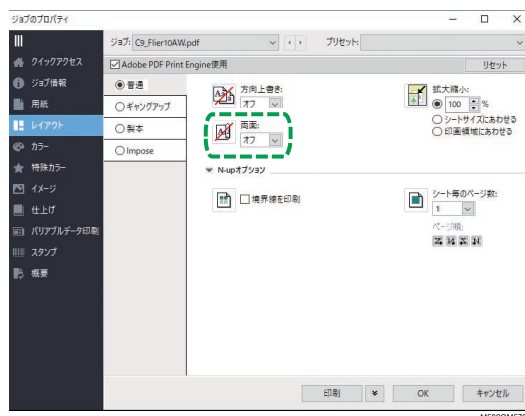 ジョブのプロパティ
ジョブ: C9_Flier10AW.pdf
プリセット:
クイックアクセス
ジョブ情報
用紙
レイアウト
カラー
特殊カラー
イメージ
仕上げ
バリアブルデータ印刷
スタンプ
概要
Adobe PDF Print Engine使用
リセット
普通
ギャングアップ
製本
Impose
方向上書き:
オフ
両面:
オフ
拡大縮小:
100 %
シートサイズにあわせる
印画領域にあわせる
N-upオプション
境界線を印刷
シート毎のページ数:
1
ページ順:
印刷
OK
キャンセル